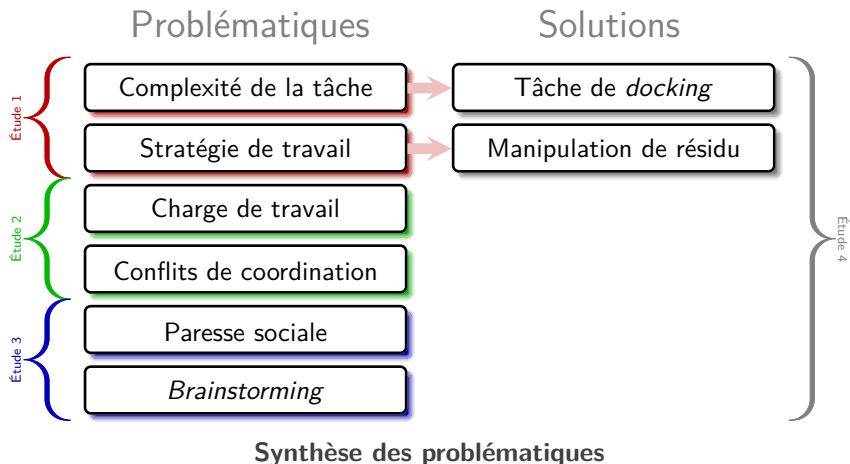 Problématiques
Solutions
Étude 1
Complexité de la tâche
Tâche de docking
Stratégie de travail
Manipulation de résidu
Étude 2
Charge de travail
Conflits de coordination
Étude 4
Étude 3
Paresse sociale
Brainstorming
Synthèse des problématiques